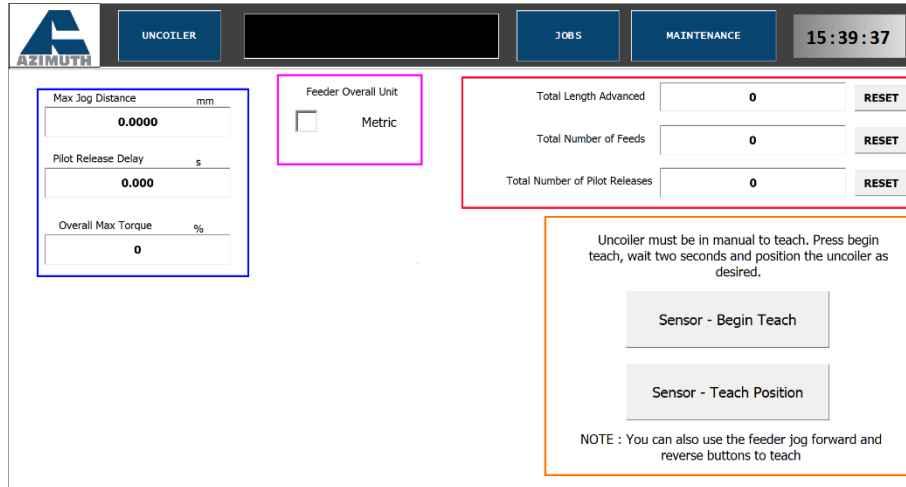 AZIMUTH
UNCOILER
JOBS
MAINTENANCE
15:39:37
Max Jog Distance mm
0.0000
Pilot Release Delay s
0.000
Overall Max Torque %
0
Feeder Overall Unit
Metric
Total Length Advanced 0 RESET
Total Number of Feeds 0 RESET
Total Number of Pilot Releases 0 RESET
Uncoiler must be in manual to teach. Press begin
teach, wait two seconds and position the uncoiler as
desired.
Sensor - Begin Teach
Sensor - Teach Position
NOTE : You can also use the feeder jog forward and
reverse buttons to teach